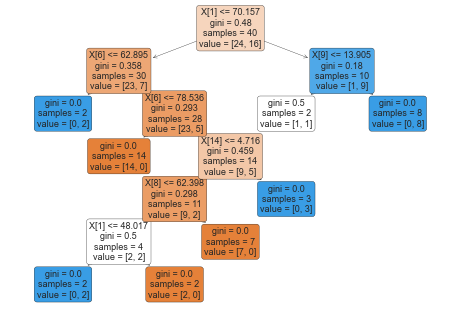 X[1] <= 70.157
gini = 0.48
samples = 40
value = [24, 16]
X[6] <= 62.895
gini = 0.358
samples = 30
value = [23, 7]
X[9] <= 13.905
gini = 0.18
samples = 10
value = [1, 9]
gini = 0.0
samples = 2
value = [0, 2]
X[6] <= 78.536
gini = 0.293
samples = 28
value = [23, 5]
gini = 0.5
samples = 2
value = [1, 1]
gini = 0.0
samples = 8
value = [0, 8]
gini = 0.0
samples = 14
value = [14, 0]
X[14] <= 4.716
gini = 0.459
samples = 14
value = [9, 5]
X[8] <= 62.398
gini = 0.298
samples = 11
value = [9, 2]
gini = 0.0
samples = 3
value = [0, 3]
X[1] <= 48.017
gini = 0.5
samples = 4
value = [2, 2]
gini = 0.0
samples = 7
value = [7, 0]
gini = 0.0
samples = 2
value = [0, 2]
gini = 0.0
samples = 2
value = [2, 0]